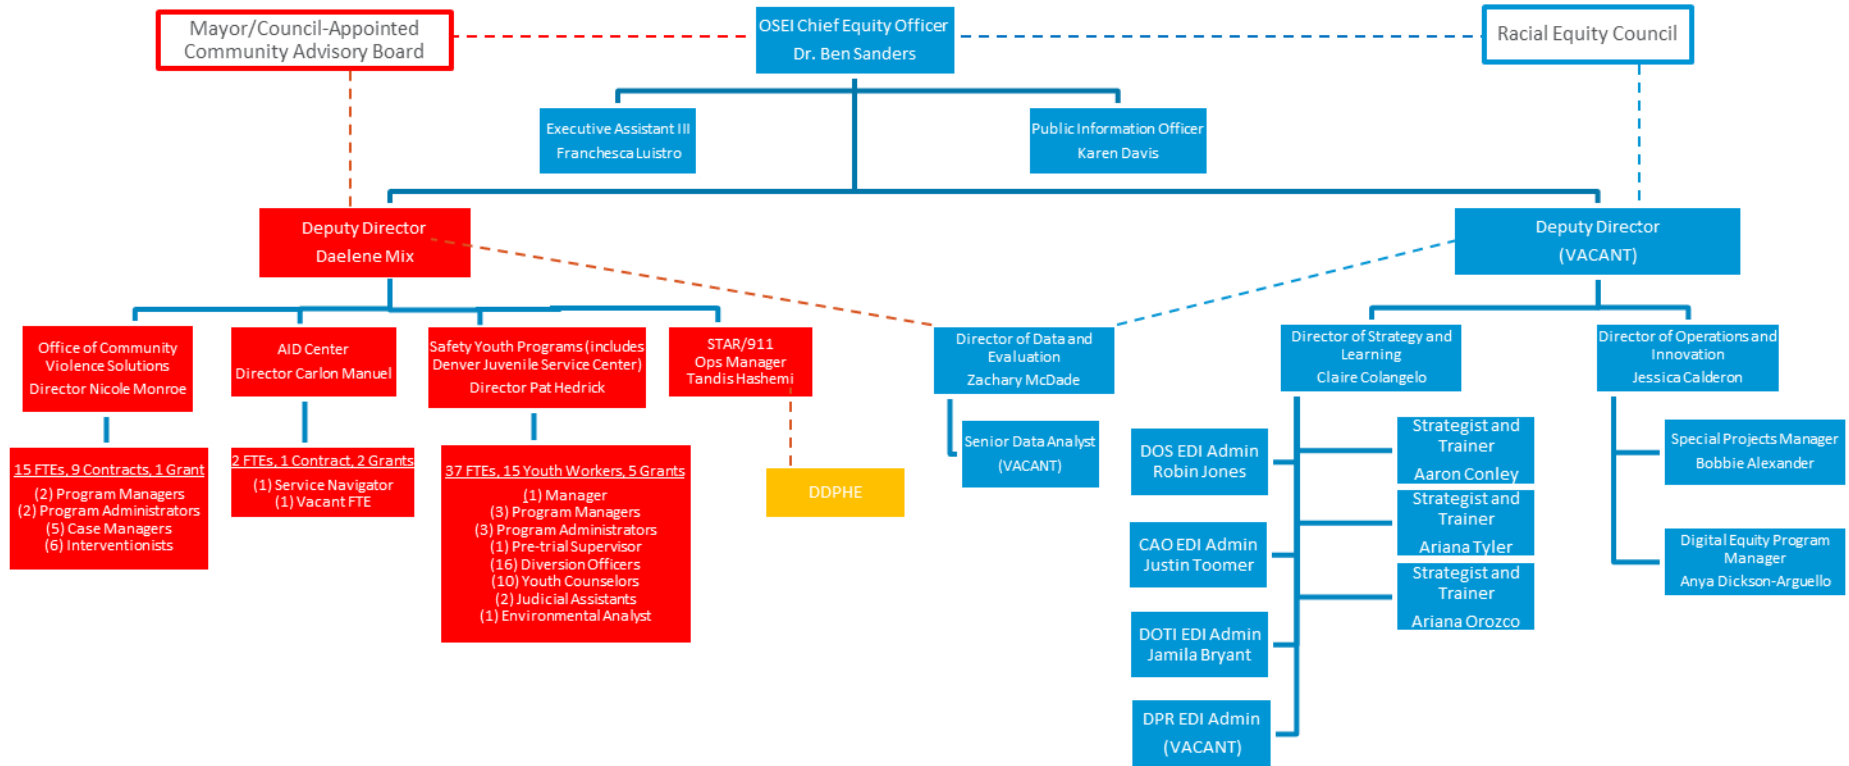 Mayor/Council-Appointed
Community Advisory Board
OSEI Chief Equity Officer
Dr. Ben Sanders
Racial Equity Council
Executive Assistant III
Franchesca Luistro
Public Information Officer
Karen Davis
Deputy Director
Daelene Mix
Deputy Director
(VACANT)
Office of Community
Violence Solutions
Director Nicole Monroe
AID Center
Director Carlon Manuel
Safety Youth Programs (includes
Denver Juvenile Service Center)
Director Pat Hedrick
STAR/911
Ops Manager
Tandis Hashemi
Director of Data and
Evaluation
Zachary McDade
Director of Strategy and
Learning
Claire Colangelo
Director of Operations and
Innovation
Jessica Calderon
15 FTEs, 9 Contracts, 1 Grant
(2) Program Managers
(2) Program Administrators
(5) Case Managers
(6) Interventionists
2 FTEs, 1 Contract, 2 Grants
(1) Service Navigator
(1) Vacant FTE
37 FTEs, 15 Youth Workers, 5 Grants
(1) Manager
(3) Program Managers
(3) Program Administrators
(1) Pre-trial Supervisor
(16) Diversion Officers
(10) Youth Counselors
(2) Judicial Assistants
(1) Environmental Analyst
DDPHE
Senior Data Analyst
(VACANT)
DOS EDI Admin
Robin Jones
CAO EDI Admin
Justin Toomer
DOTI EDI Admin
Jamila Bryant
DPR EDI Admin
(VACANT)
Strategist and
Trainer
Aaron Conley
Strategist and
Trainer
Ariana Tyler
Strategist and
Trainer
Ariana Orozco
Special Projects Manager
Bobbie Alexander
Digital Equity Program
Manager
Anya Dickson-Arguello